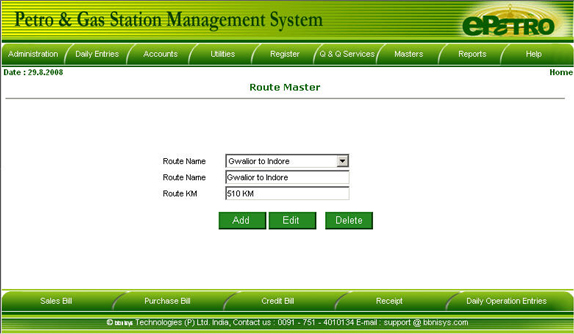 Petro & Gas Station Management System
ePetro
Administration Daily Entries Accounts Utilities Register Q & Q Services Masters Reports Help
Date : 29.8.2008 Home
Route Master
Route Name Gwalior to Indore
Route Name Gwalior to Indore
Route KM 510 KM
Add Edit Delete
Sales Bill Purchase Bill Credit Bill Receipt Daily Operation Entries
© Technologies (P) Ltd. India, Contact us : 0091 - 751 - 4010134 E-mail : support @ btnisys.com